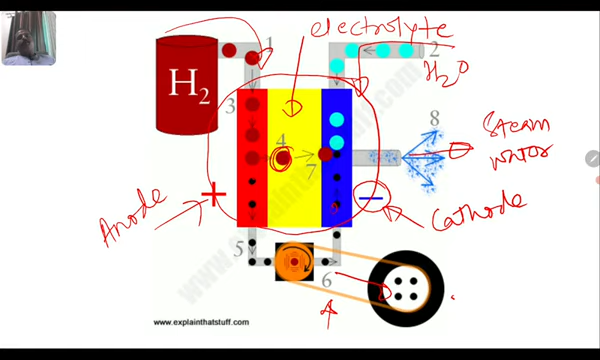 electrolyte
1
2
H₂O
H₂
3
4
7
8
Steam
water
+
Anode
−
Cathode
5
6
www.explainthatstuff.com